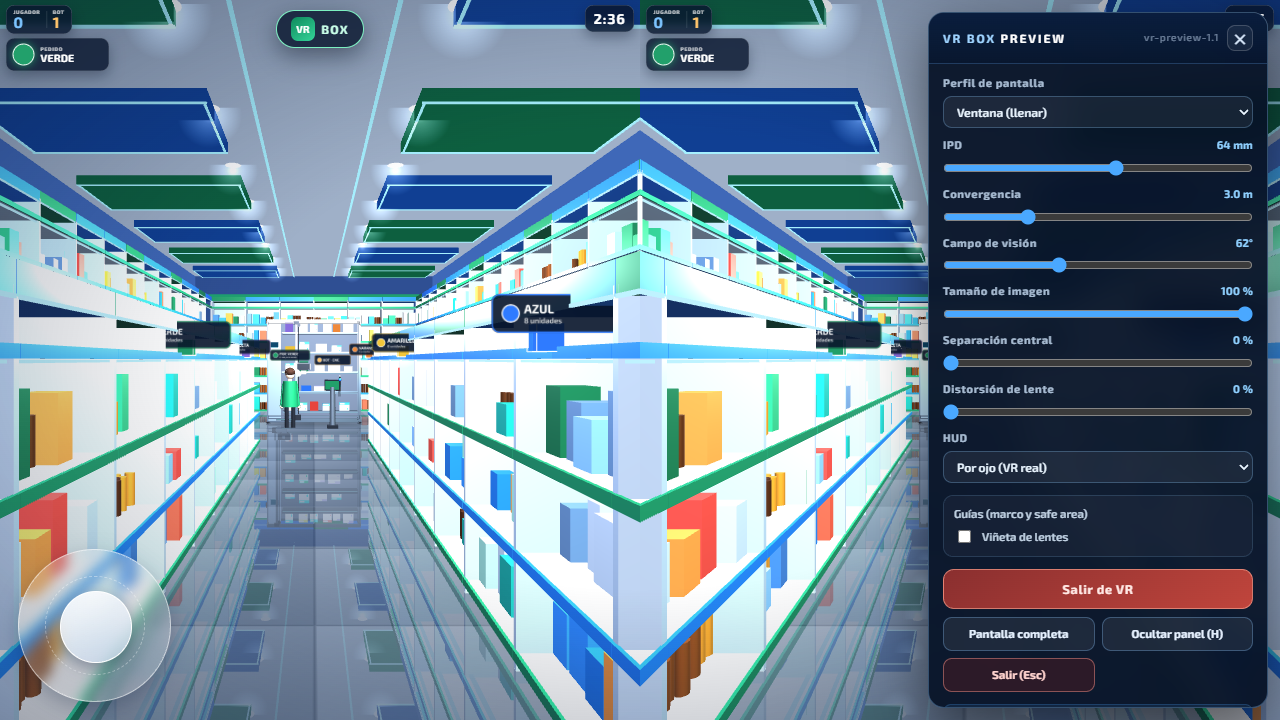 JUGADOR BOT
0 1
PEDIDO
VERDE
VR BOX
2:36
JUGADOR BOT
0 1
PEDIDO
VERDE
AZUL
8 unidades
VR BOX PREVIEW
vr-preview-1.1
Perfil de pantalla
Ventana (llenar)
IPD
64 mm
Convergencia
3.0 m
Campo de visión
62°
Tamaño de imagen
100 %
Separación central
0 %
Distorsión de lente
0 %
HUD
Por ojo (VR real)
Guías (marco y safe area)
Viñeta de lentes
Salir de VR
Pantalla completa
Ocultar panel (H)
Salir (Esc)